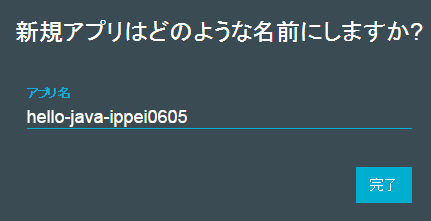 新規アプリはどのような名前にしますか?
アプリ名
hello-java-ippei0605
完了